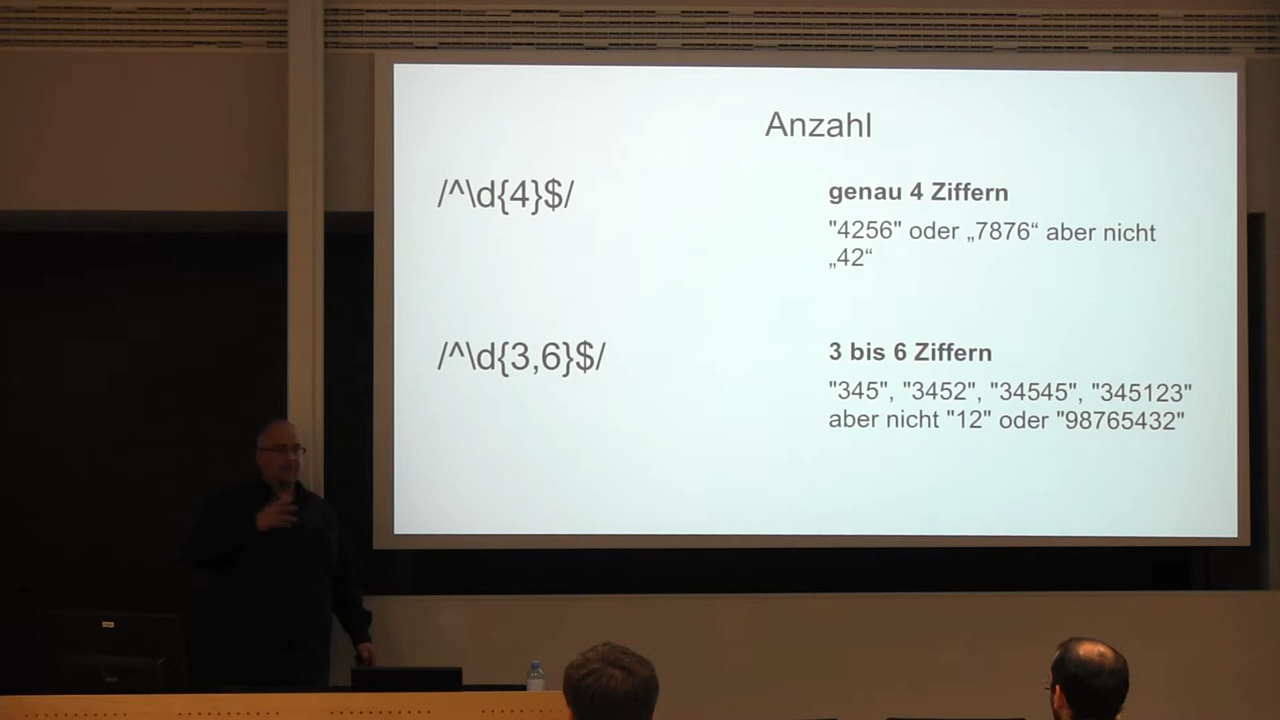 Anzahl
/^\d{4}$/
genau 4 Ziffern
"4256" oder „7876“ aber nicht
„42“
/^\d{3,6}$/
3 bis 6 Ziffern
"345", "3452", "34545", "345123"
aber nicht "12" oder "98765432"